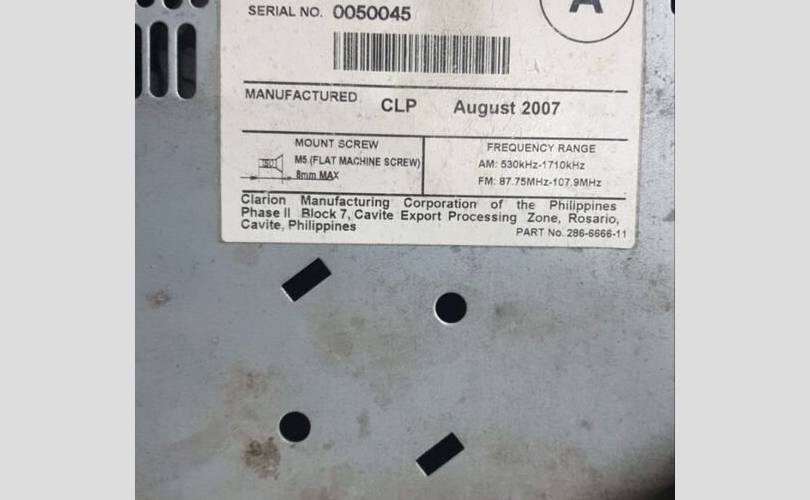 SERIAL NO. 0050045
A
MANUFACTURED CLP August 2007
MOUNT SCREW
M5 (FLAT MACHINE SCREW)
8mm MAX
FREQUENCY RANGE
AM: 530kHz-1710kHz
FM: 87.75MHz-107.9MHz
Clarion Manufacturing Corporation of the Philippines
Phase II Block 7, Cavite Export Processing Zone, Rosario,
Cavite, Philippines
PART No. 286-6666-11